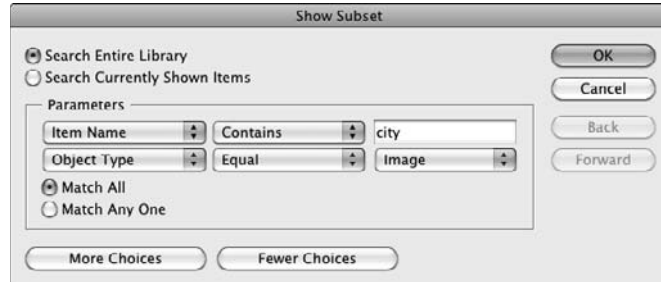 Show Subset
Search Entire Library
Search Currently Shown Items
OK
Cancel
Back
Forward
Parameters
Item Name Contains city
Object Type Equal Image
Match All
Match Any One
More Choices Fewer Choices